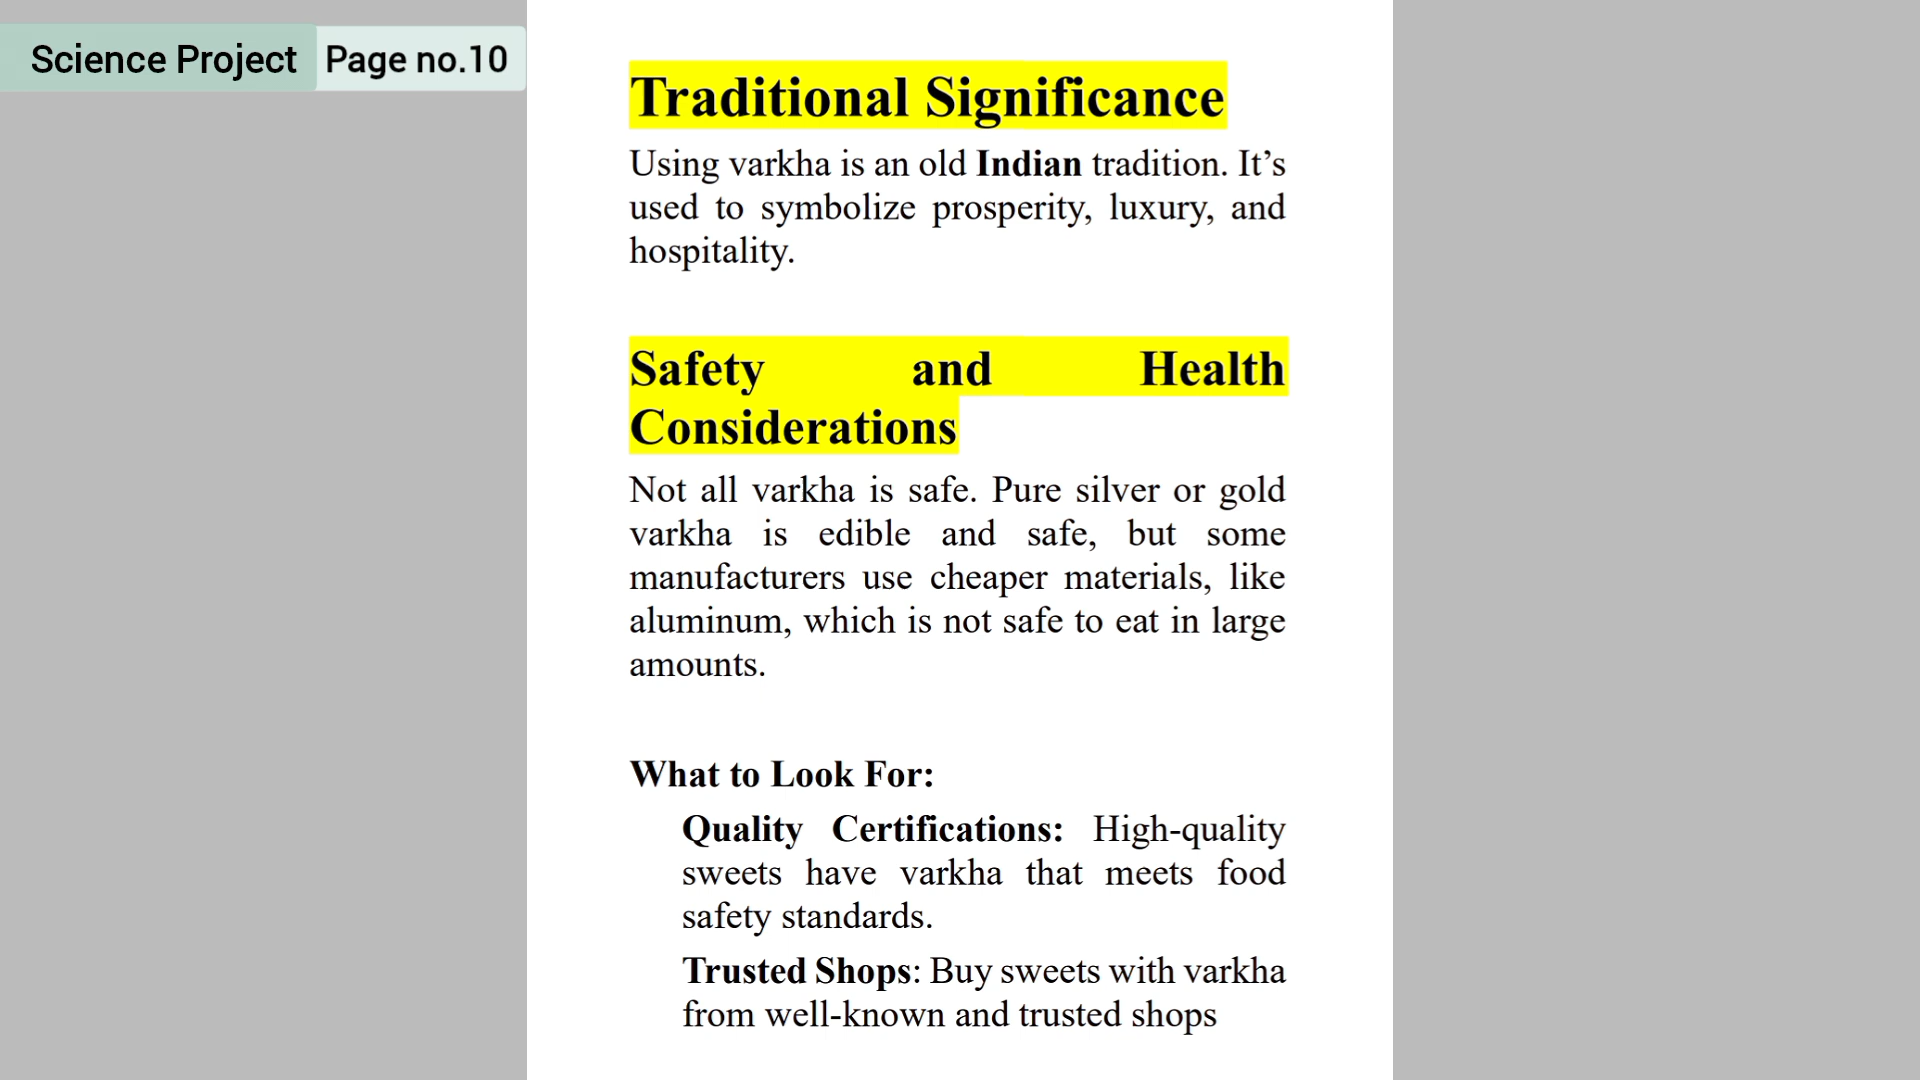 Science Project Page no.10
Traditional Significance
Using varkha is an old Indian tradition. It’s
used to symbolize prosperity, luxury, and
hospitality.
Safety and Health
Considerations
Not all varkha is safe. Pure silver or gold
varkha is edible and safe, but some
manufacturers use cheaper materials, like
aluminum, which is not safe to eat in large
amounts.
What to Look For:
Quality Certifications: High-quality
sweets have varkha that meets food
safety standards.
Trusted Shops: Buy sweets with varkha
from well-known and trusted shops